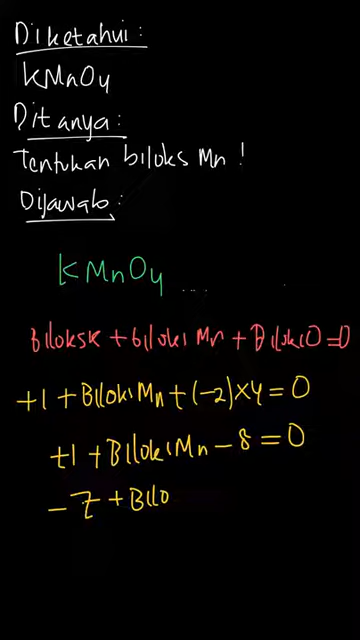 Diketahui:
KMnO4
Ditanya:
Tentukan biloks Mn!
Dijawab:
KMnO4 ....
Biloks K + Biloks Mn + Biloks O = 0
+1 + Biloks Mn + (-2) x 4 = 0
+1 + Biloks Mn - 8 = 0
-7 + Bilo